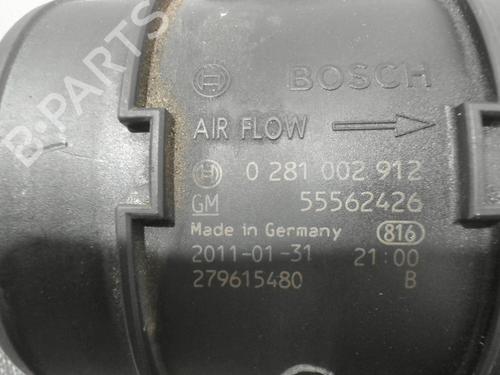 BOSCH
AIR FLOW
0 281 002 912
GM 55562426
Made in Germany 816
2011-01-31 21:00
279615480 B
B-PARTS